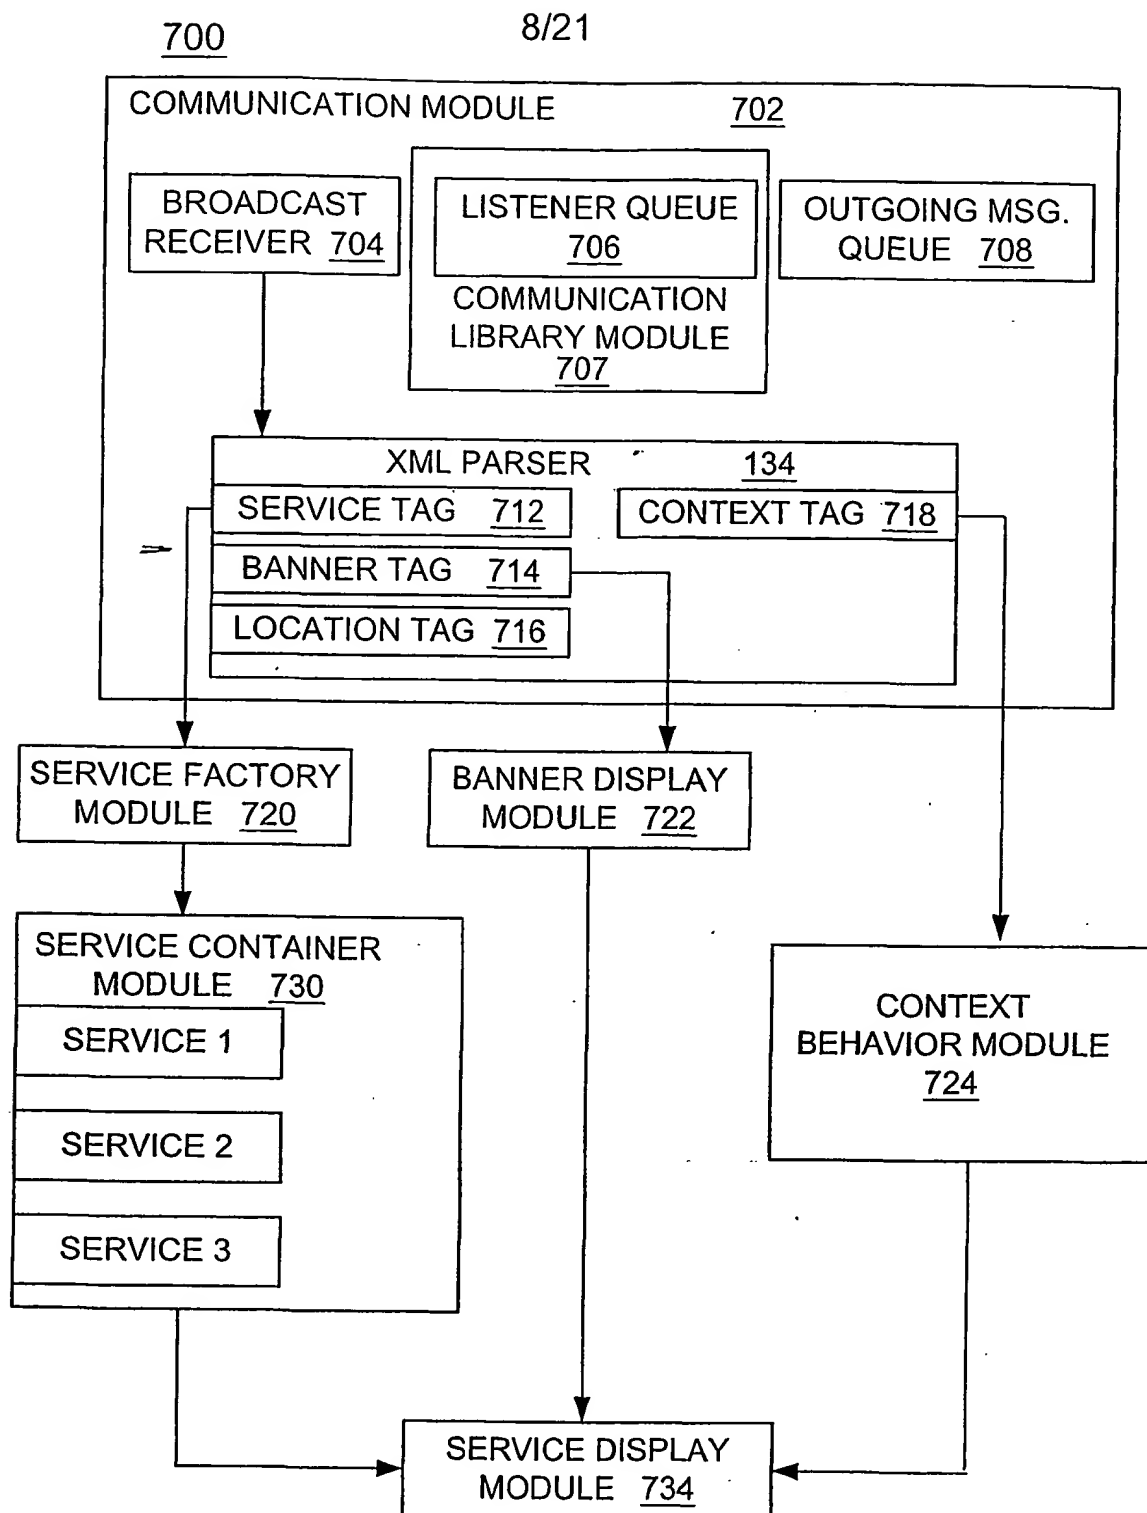 700
8/21
COMMUNICATION MODULE 702
BROADCAST
RECEIVER 704
LISTENER QUEUE
706
COMMUNICATION
LIBRARY MODULE
707
OUTGOING MSG.
QUEUE 708
XML PARSER 134
SERVICE TAG 712
CONTEXT TAG 718
BANNER TAG 714
LOCATION TAG 716
SERVICE FACTORY
MODULE 720
BANNER DISPLAY
MODULE 722
SERVICE CONTAINER
MODULE 730
SERVICE 1
SERVICE 2
SERVICE 3
CONTEXT
BEHAVIOR MODULE
724
SERVICE DISPLAY
MODULE 734